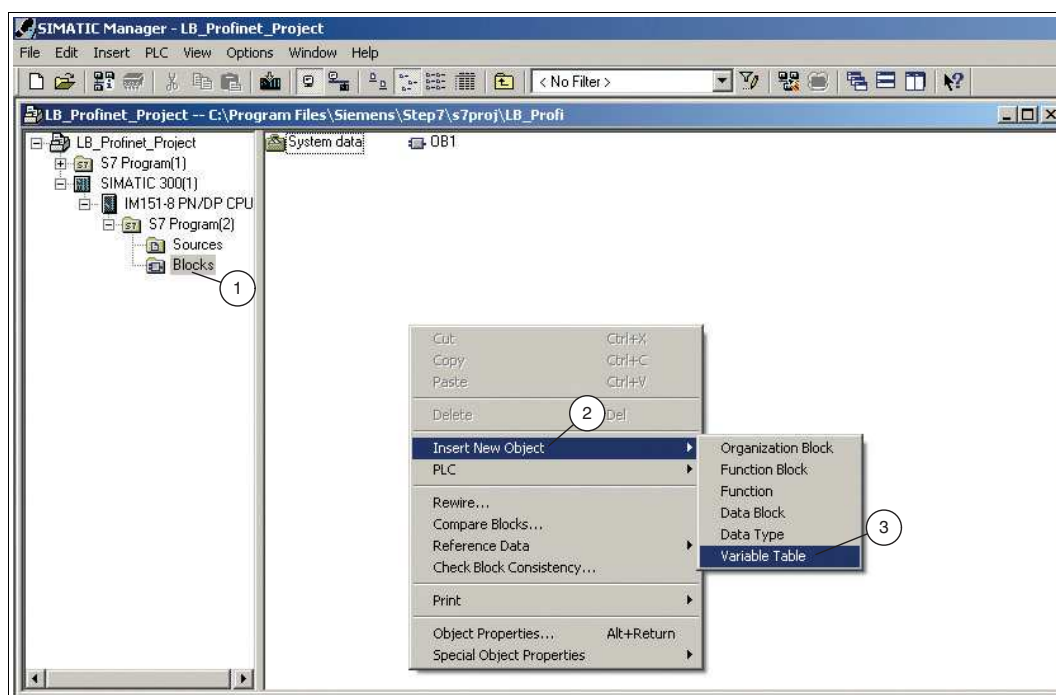 SIMATIC Manager - LB_Profinet_Project
File Edit Insert PLC View Options Window Help
< No Filter >
LB_Profinet_Project -- C:\Program Files\Siemens\Step7\s7proj\LB_Profi
LB_Profinet_Project
S7 Program(1)
SIMATIC 300(1)
IM151-8 PN/DP CPU
S7 Program(2)
Sources
Blocks
1
System data OB1
Cut Ctrl+X
Copy Ctrl+C
Paste Ctrl+V
Delete Del
2
Insert New Object
PLC
Rewire...
Compare Blocks...
Reference Data
Check Block Consistency...
Print
Object Properties... Alt+Return
Special Object Properties
Organization Block
Function Block
Function
Data Block
Data Type
Variable Table
3